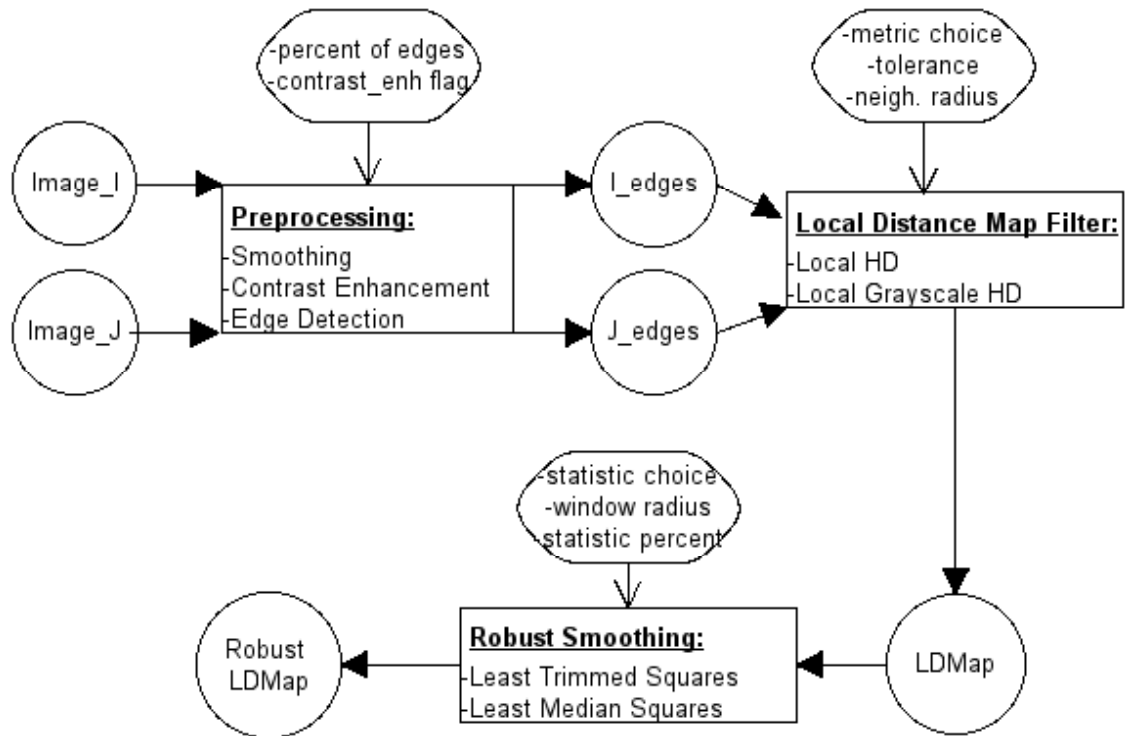 -percent of edges
-contrast_enh flag
-metric choice
-tolerance
-neigh. radius
Image_I
I_edges
Preprocessing:
-Smoothing
-Contrast Enhancement
-Edge Detection
Local Distance Map Filter:
-Local HD
-Local Grayscale HD
Image_J
J_edges
-statistic choice
-window radius
-statistic percent
Robust
LDMap
Robust Smoothing:
-Least Trimmed Squares
-Least Median Squares
LDMap